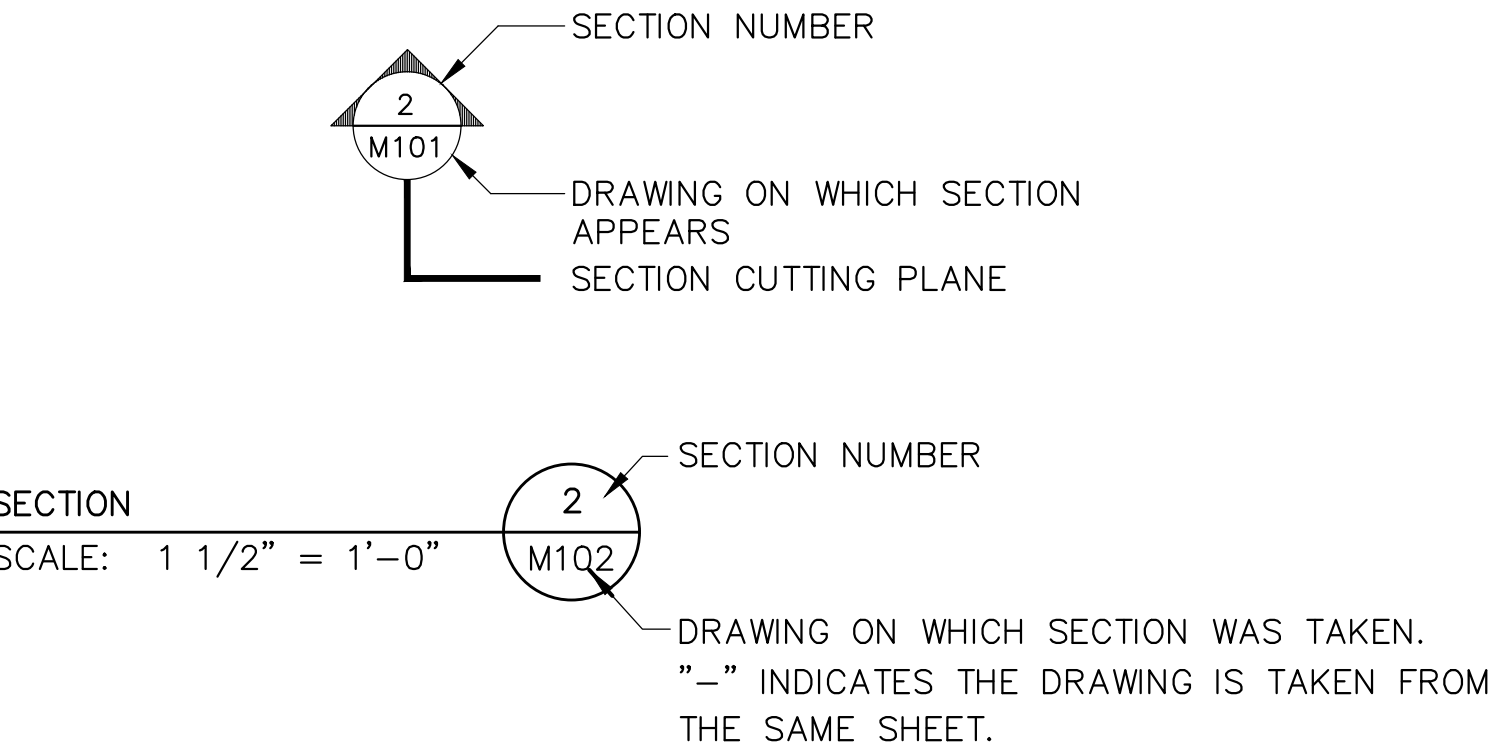 SECTION NUMBER
2
M101
DRAWING ON WHICH SECTION
APPEARS
SECTION CUTTING PLANE
SECTION NUMBER
SECTION
2
SCALE: 1 1/2" = 1'-0"
M102
DRAWING ON WHICH SECTION WAS TAKEN.
"-" INDICATES THE DRAWING IS TAKEN FROM
THE SAME SHEET.